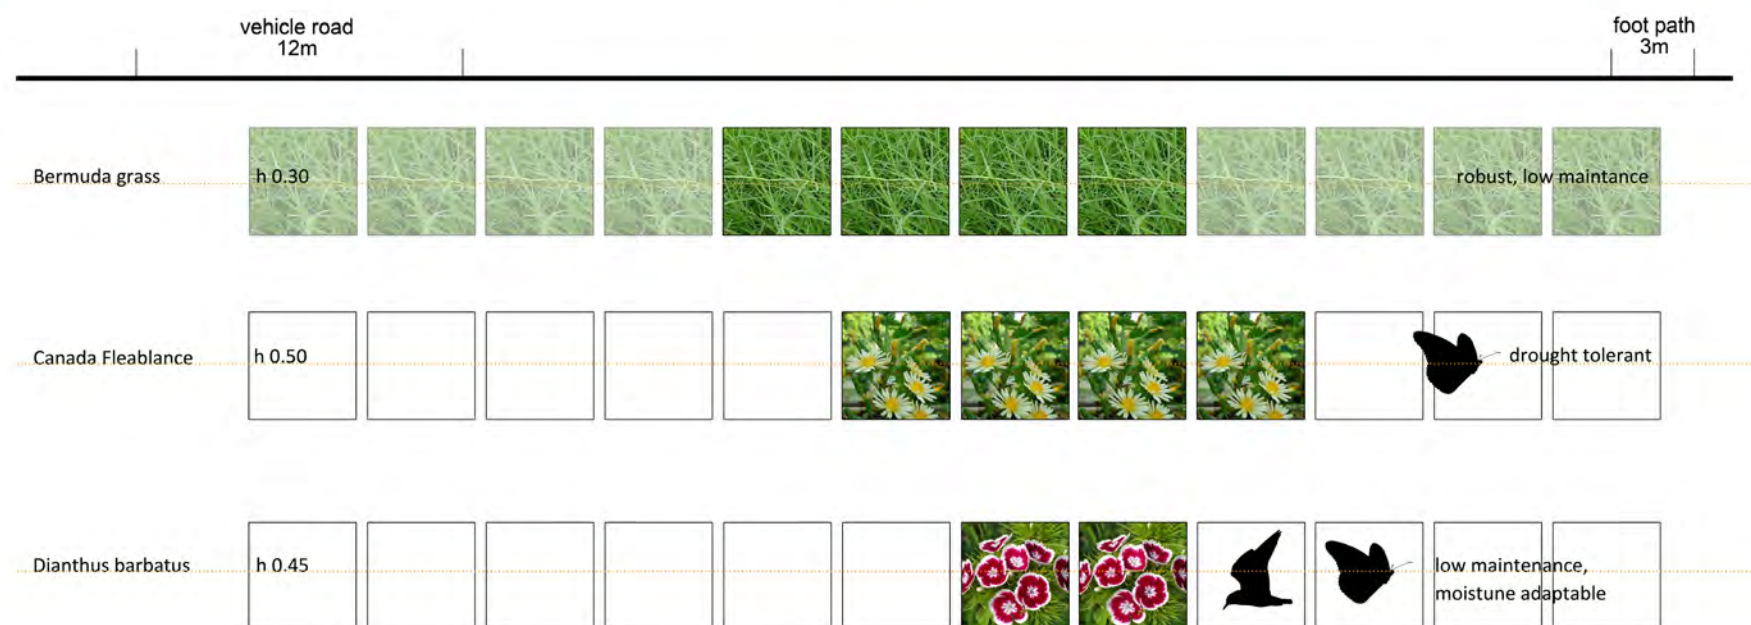 vehicle road
12m
foot path
3m
Bermuda grass
h 0.30
robust, low maintance
Canada Fleablance
h 0.50
drought tolerant
Dianthus barbatus
h 0.45
low maintenance,
moistune adaptable